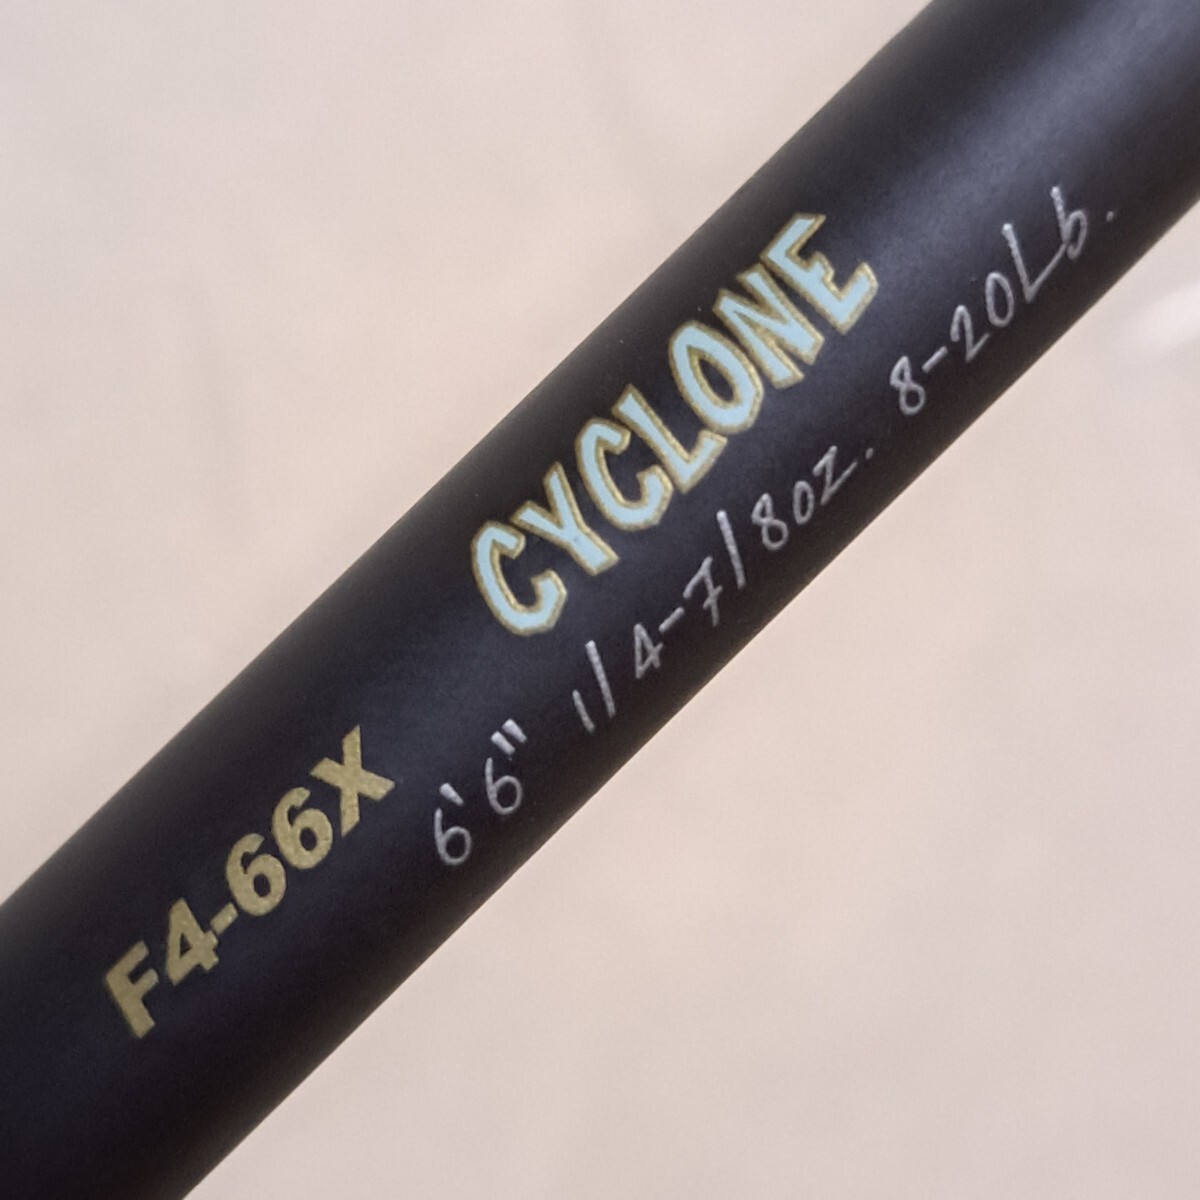 F4-66X CYCLONE
6'6" 1/4-7/8oz. 8-20Lb.